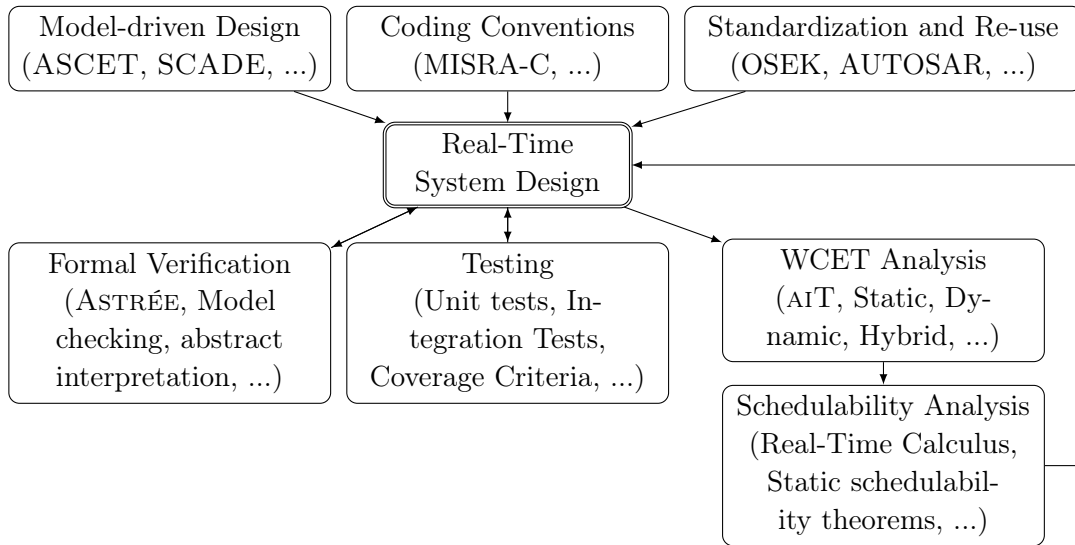 Model-driven Design
(ASCET, SCADE, ...)
Coding Conventions
(MISRA-C, ...)
Standardization and Re-use
(OSEK, AUTOSAR, ...)
Real-Time
System Design
Formal Verification
(ASTRÉE, Model
checking, abstract
interpretation, ...)
Testing
(Unit tests, In-
tegration Tests,
Coverage Criteria, ...)
WCET Analysis
(AIT, Static, Dy-
namic, Hybrid, ...)
Schedulability Analysis
(Real-Time Calculus,
Static schedulabil-
ity theorems, ...)